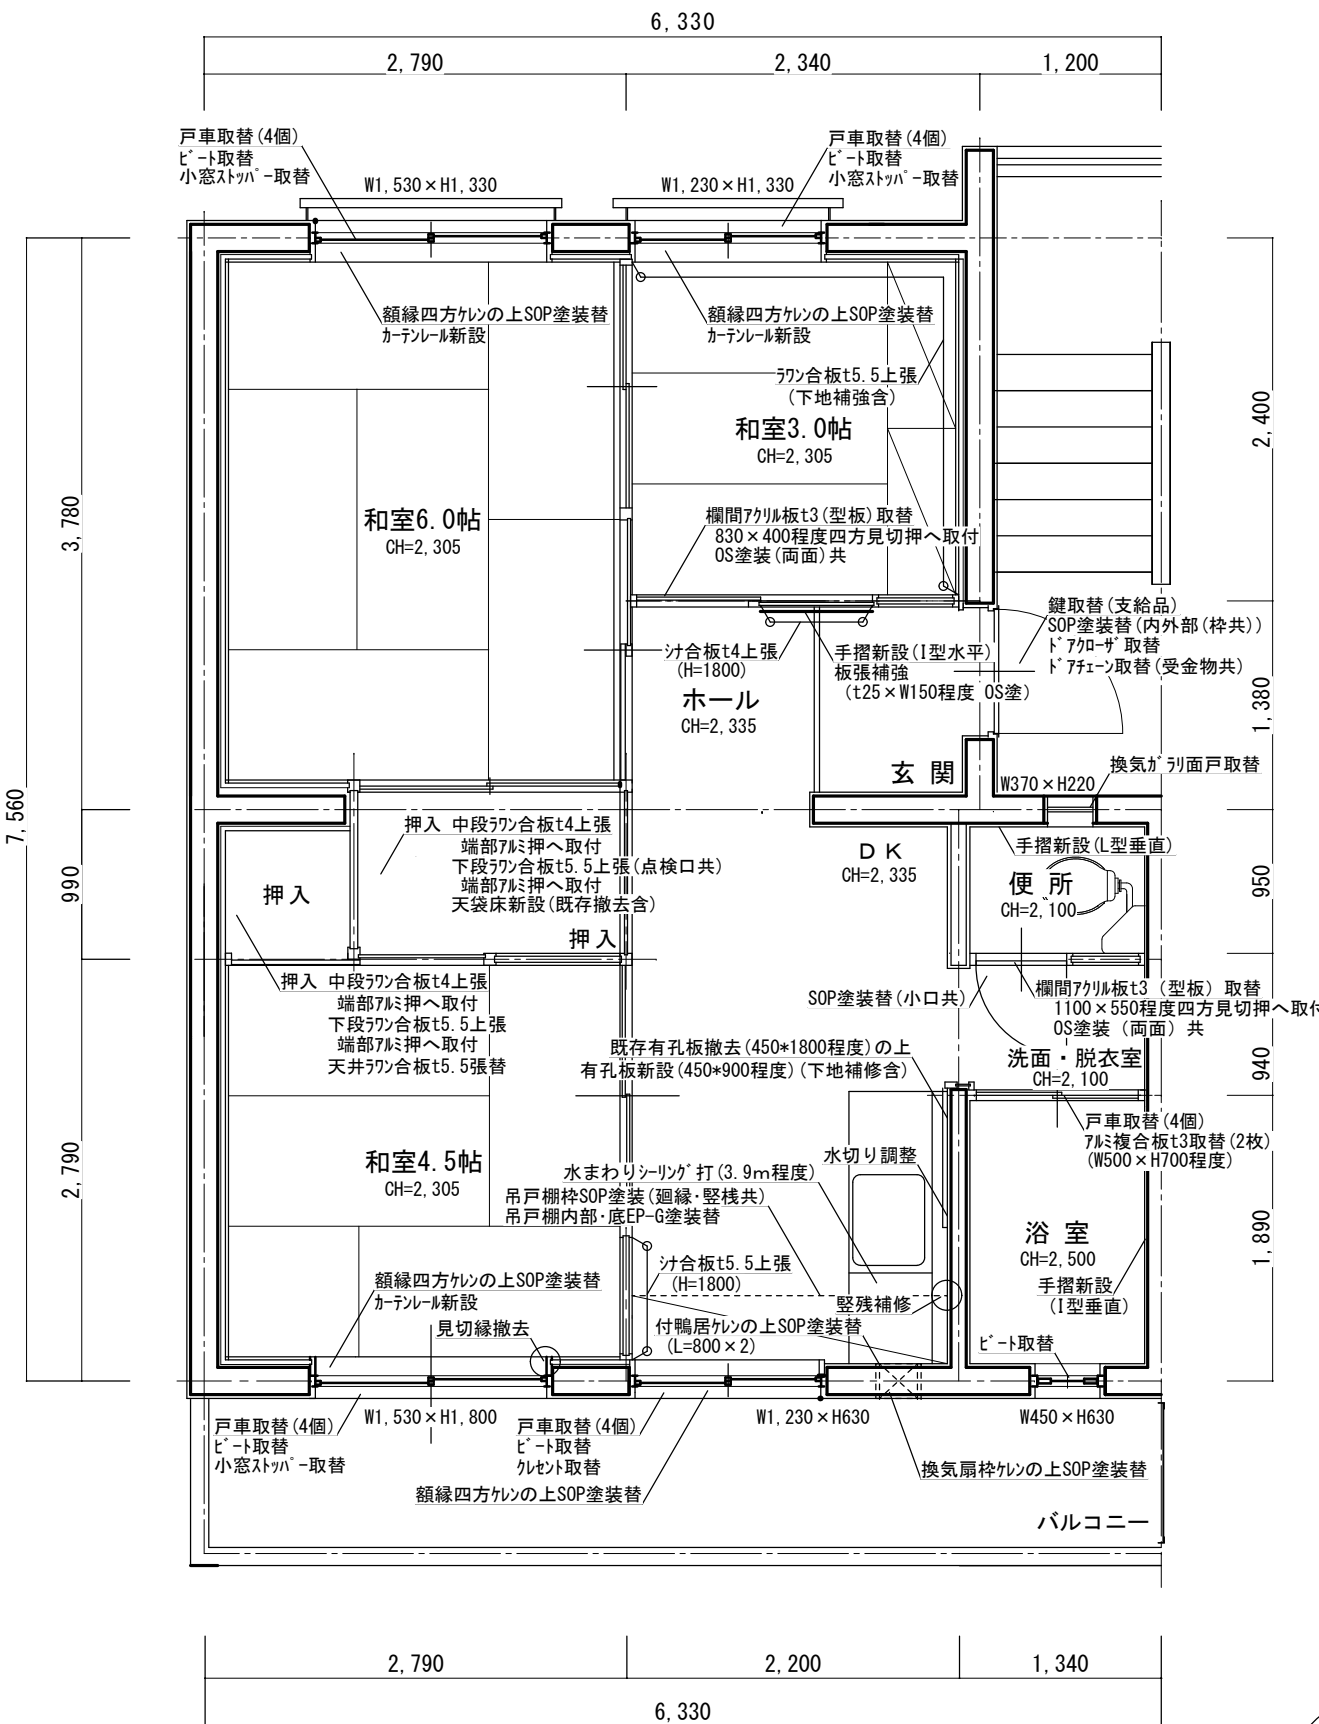 6,330
2,790
2,340
1,200
戸車取替(4個)
ビート取替
小窓ストッパー取替
W1,530×H1,330
戸車取替(4個)
ビート取替
小窓ストッパー取替
W1,230×H1,330
額縁四方ケレンの上SOP塗装替
カーテンレール新設
額縁四方ケレンの上SOP塗装替
カーテンレール新設
ラワン合板t5.5上張
(下地補強含)
和室3.0帖
CH=2,305
和室6.0帖
CH=2,305
欄間アクリル板t3(型板)取替
830×400程度四方見切押へ取付
OS塗装(両面)共
2,400
3,780
7,560
鍵取替(支給品)
SOP塗装替(内外部(枠共))
ドアクローザ取替
ドアチェーン取替(受金物共)
シナ合板t4上張
(H=1800)
手摺新設(I型水平)
板張補強
(t25×W150程度 OS塗)
ホール
CH=2,335
1,380
玄関
換気ガラリ面戸取替
W370×H220
押入 中段ラワン合板t4上張
端部アルミ押へ取付
下段ラワン合板t5.5上張(点検口共)
端部アルミ押へ取付
天袋床新設(既存撤去含)
押入
押入
990
DK
CH=2,335
手摺新設(L型垂直)
便所
CH=2,100
950
押入 中段ラワン合板t4上張
端部アルミ押へ取付
下段ラワン合板t5.5上張
端部アルミ押へ取付
天井ラワン合板t5.5張替
SOP塗装替(小口共)
欄間アクリル板t3 (型板) 取替
1100×550程度四方見切押へ取付
OS塗装 (両面) 共
既存有孔板撤去(450*1800程度)の上
有孔板新設(450*900程度)(下地補修含)
洗面・脱衣室
CH=2,100
940
戸車取替(4個)
アルミ複合板t3取替(2枚)
(W500×H700程度)
和室4.5帖
CH=2,305
2,790
水まわりシーリング打(3.9m程度)
水切り調整
吊戸棚枠SOP塗装(廻縁・竪桟共)
吊戸棚内部・底EP-G塗装替
浴室
CH=2,500
1,890
シナ合板t5.5上張
(H=1800)
手摺新設
(I型垂直)
額縁四方ケレンの上SOP塗装替
カーテンレール新設
見切縁撤去
竪残補修
付鴨居ケレンの上SOP塗装替
(L=800×2)
ビート取替
W1,530×H1,800
W1,230×H630
W450×H630
戸車取替(4個)
ビート取替
小窓ストッパー取替
戸車取替(4個)
ビート取替
クレセント取替
換気扇枠ケレンの上SOP塗装替
額縁四方ケレンの上SOP塗装替
バルコニー
2,790
2,200
1,340
6,330